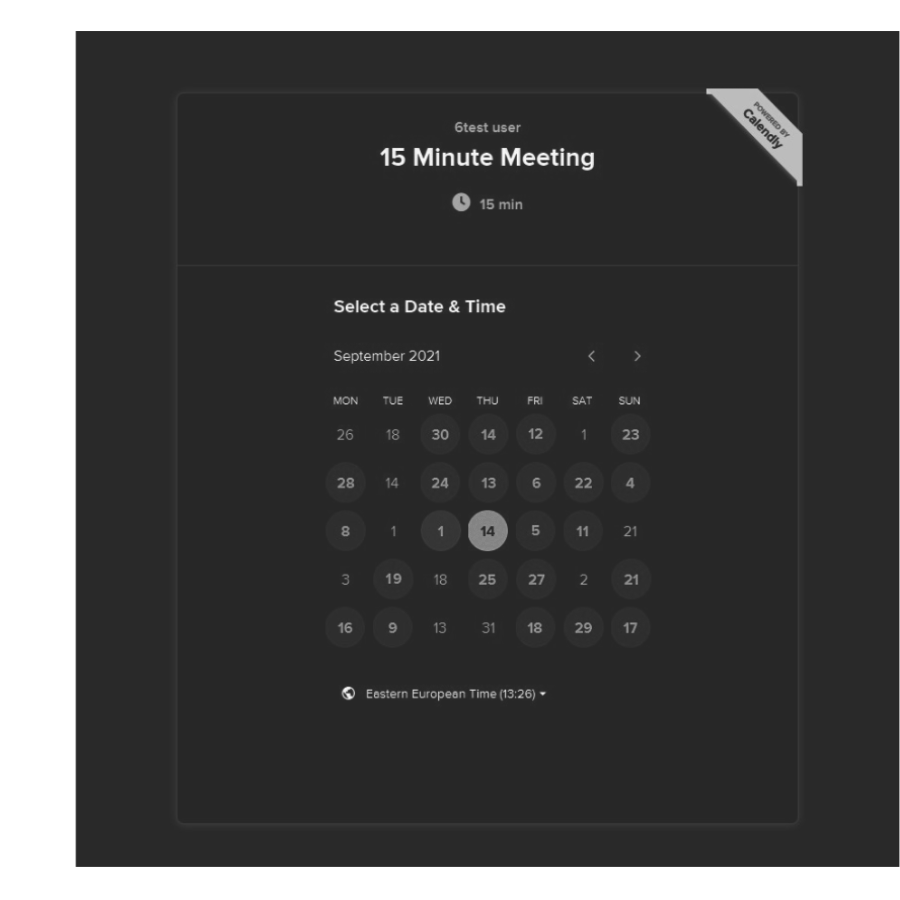 POWERED BY
Calendly
6test user
15 Minute Meeting
15 min
Select a Date & Time
September 2021
MON TUE WED THU FRI SAT SUN
26 18 30 14 12 1 23
28 14 24 13 6 22 4
8 1 1 14 5 11 21
3 19 18 25 27 2 21
16 9 13 31 18 29 17
Eastern European Time (13:26)